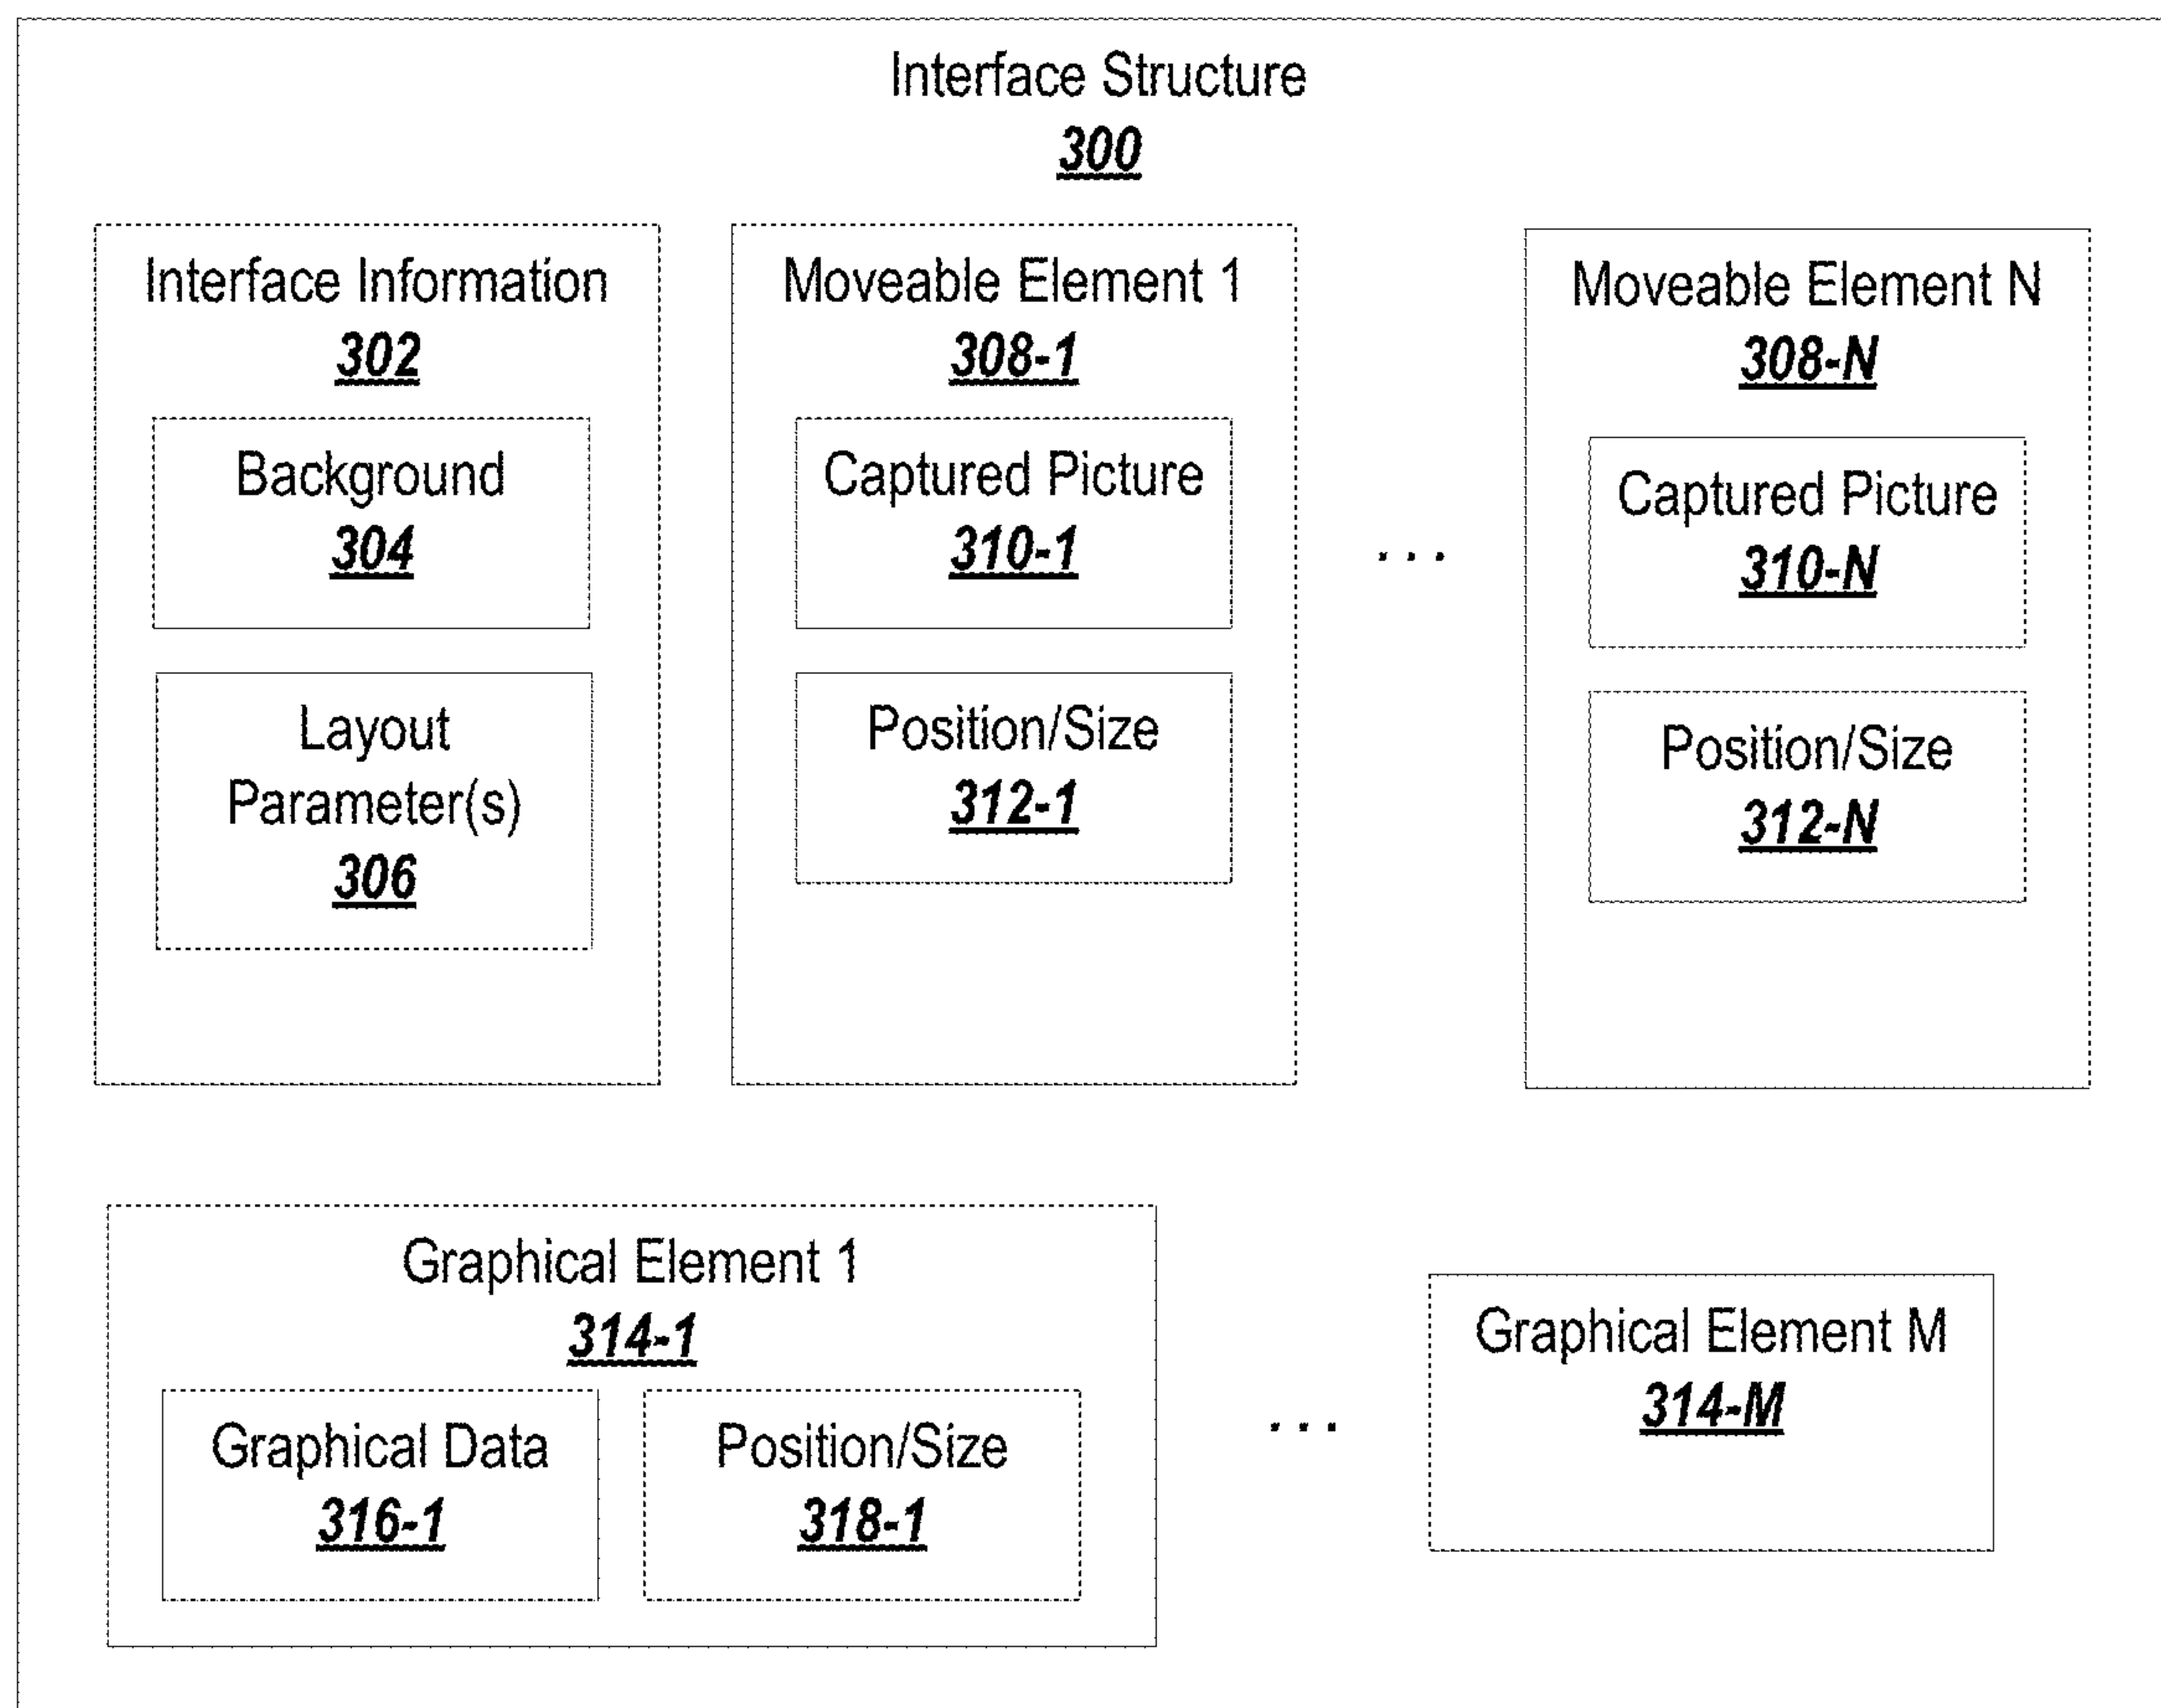 Interface Structure
300
Interface Information
302
Background
304
Layout
Parameter(s)
306
Moveable Element 1
308-1
Captured Picture
310-1
Position/Size
312-1
. . .
Moveable Element N
308-N
Captured Picture
310-N
Position/Size
312-N
Graphical Element 1
314-1
Graphical Data
316-1
Position/Size
318-1
. . .
Graphical Element M
314-M